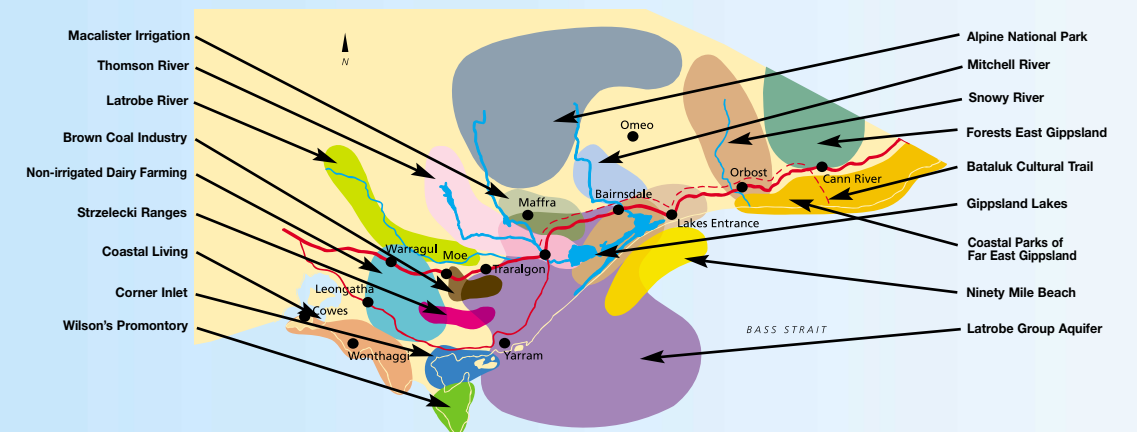 Macalister Irrigation
Thomson River
Latrobe River
Brown Coal Industry
Non-irrigated Dairy Farming
Strzelecki Ranges
Coastal Living
Corner Inlet
Wilson's Promontory
N
Omeo
Orbost
Cann River
Bairnsdale
Maffra
Lakes Entrance
Warragul
Moe
Traralgon
Leongatha
Cowes
Wonthaggi
Yarram
BASS STRAIT
Alpine National Park
Mitchell River
Snowy River
Forests East Gippsland
Bataluk Cultural Trail
Gippsland Lakes
Coastal Parks of
Far East Gippsland
Ninety Mile Beach
Latrobe Group Aquifer